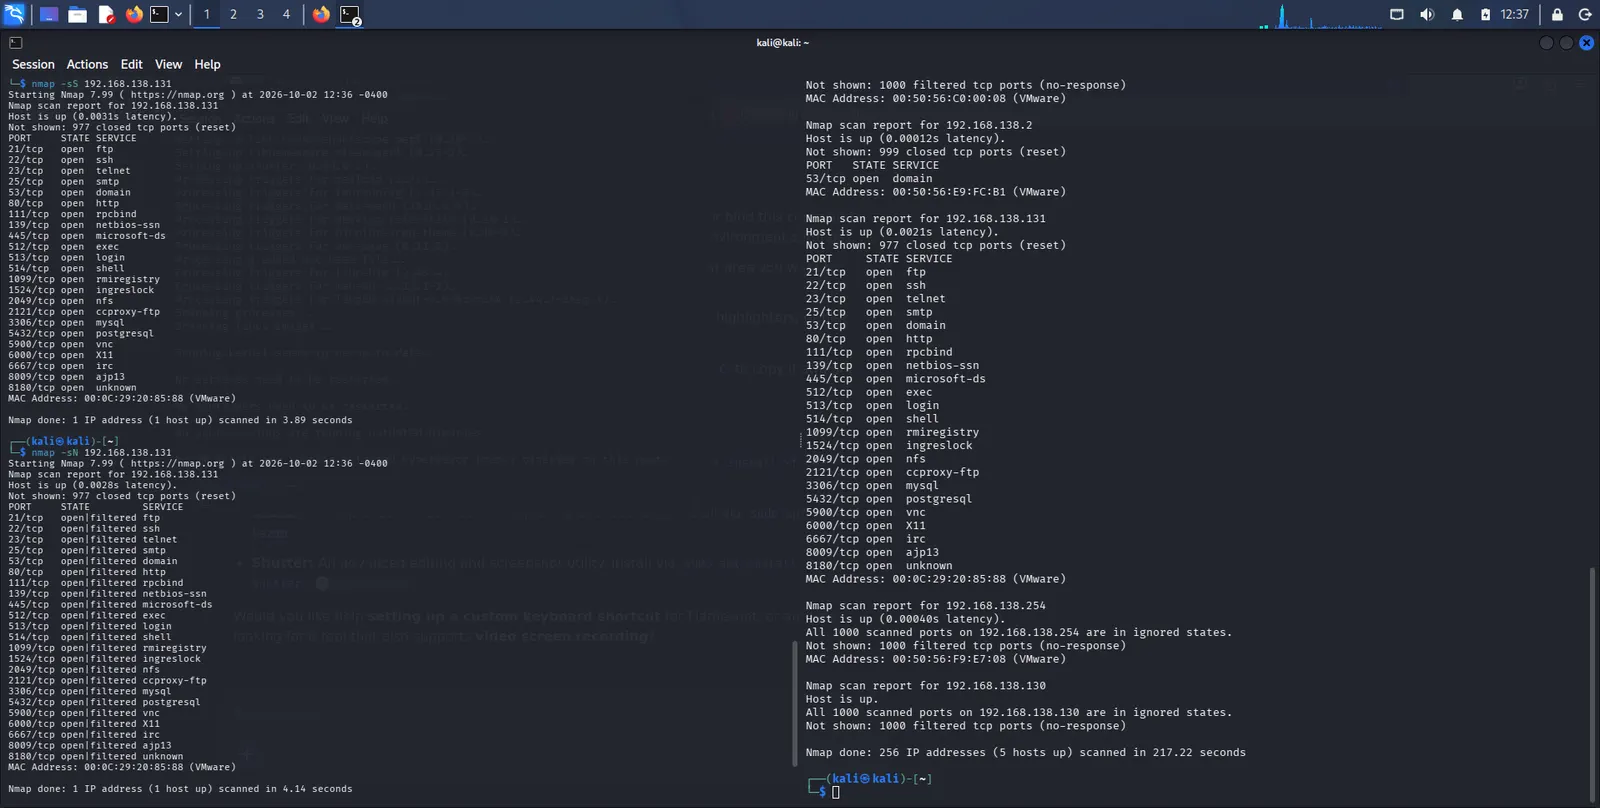 1 2 3 4 12:37
kali@kali: ~
Session Actions Edit View Help
└─$ nmap -sS 192.168.138.131
Starting Nmap 7.99 ( https://nmap.org ) at 2026-10-02 12:36 -0400
Nmap scan report for 192.168.138.131
Host is up (0.0031s latency).
Not shown: 977 closed tcp ports (reset)
PORT STATE SERVICE
21/tcp open ftp
22/tcp open ssh
23/tcp open telnet
25/tcp open smtp
53/tcp open domain
80/tcp open http
111/tcp open rpcbind
139/tcp open netbios-ssn
445/tcp open microsoft-ds
512/tcp open exec
513/tcp open login
514/tcp open shell
1099/tcp open rmiregistry
1524/tcp open ingreslock
2049/tcp open nfs
2121/tcp open ccproxy-ftp
3306/tcp open mysql
5432/tcp open postgresql
5900/tcp open vnc
6000/tcp open X11
6667/tcp open irc
8009/tcp open ajp13
8180/tcp open unknown
MAC Address: 00:0C:29:20:85:88 (VMware)
Nmap done: 1 IP address (1 host up) scanned in 3.89 seconds
┌──(kali㉿kali)-[~]
└─$ nmap -sN 192.168.138.131
Starting Nmap 7.99 ( https://nmap.org ) at 2026-10-02 12:36 -0400
Nmap scan report for 192.168.138.131
Host is up (0.0028s latency).
Not shown: 977 closed tcp ports (reset)
PORT STATE SERVICE
21/tcp open|filtered ftp
22/tcp open|filtered ssh
23/tcp open|filtered telnet
25/tcp open|filtered smtp
53/tcp open|filtered domain
80/tcp open|filtered http
111/tcp open|filtered rpcbind
139/tcp open|filtered netbios-ssn
445/tcp open|filtered microsoft-ds
512/tcp open|filtered exec
513/tcp open|filtered login
514/tcp open|filtered shell
1099/tcp open|filtered rmiregistry
1524/tcp open|filtered ingreslock
2049/tcp open|filtered nfs
2121/tcp open|filtered ccproxy-ftp
3306/tcp open|filtered mysql
5432/tcp open|filtered postgresql
5900/tcp open|filtered vnc
6000/tcp open|filtered X11
6667/tcp open|filtered irc
8009/tcp open|filtered ajp13
8180/tcp open|filtered unknown
MAC Address: 00:0C:29:20:85:88 (VMware)
Nmap done: 1 IP address (1 host up) scanned in 4.14 seconds
Not shown: 1000 filtered tcp ports (no-response)
MAC Address: 00:50:56:C0:00:08 (VMware)
Nmap scan report for 192.168.138.2
Host is up (0.00012s latency).
Not shown: 999 closed tcp ports (reset)
PORT STATE SERVICE
53/tcp open domain
MAC Address: 00:50:56:E9:FC:B1 (VMware)
Nmap scan report for 192.168.138.131
Host is up (0.0021s latency).
Not shown: 977 closed tcp ports (reset)
PORT STATE SERVICE
21/tcp open ftp
22/tcp open ssh
23/tcp open telnet
25/tcp open smtp
53/tcp open domain
80/tcp open http
111/tcp open rpcbind
139/tcp open netbios-ssn
445/tcp open microsoft-ds
512/tcp open exec
513/tcp open login
514/tcp open shell
1099/tcp open rmiregistry
1524/tcp open ingreslock
2049/tcp open nfs
2121/tcp open ccproxy-ftp
3306/tcp open mysql
5432/tcp open postgresql
5900/tcp open vnc
6000/tcp open X11
6667/tcp open irc
8009/tcp open ajp13
8180/tcp open unknown
MAC Address: 00:0C:29:20:85:88 (VMware)
Nmap scan report for 192.168.138.254
Host is up (0.00040s latency).
All 1000 scanned ports on 192.168.138.254 are in ignored states.
Not shown: 1000 filtered tcp ports (no-response)
MAC Address: 00:50:56:F9:E7:08 (VMware)
Nmap scan report for 192.168.138.130
Host is up.
All 1000 scanned ports on 192.168.138.130 are in ignored states.
Not shown: 1000 filtered tcp ports (no-response)
Nmap done: 256 IP addresses (5 hosts up) scanned in 217.22 seconds
┌──(kali㉿kali)-[~]
└─$